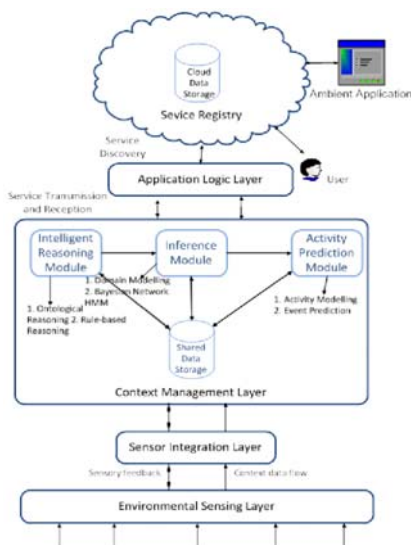 Cloud
Data
Storage
Sevice Registry
Ambient Application
Service
Discovery
User
Application Logic Layer
Service Transmission
and Reception
Intelligent
Reasoning
Module
Inference
Module
Activity
Prediction
Module
1. Domain Modelling
2. Bayesian Network
HMM
1. Ontological
Reasoning 2. Rule-based
Reasoning
1. Activity Modelling
2. Event Prediction
Shared
Data
Storage
Context Management Layer
Sensor Integration Layer
Sensory feedback
Context data flow
Environmental Sensing Layer